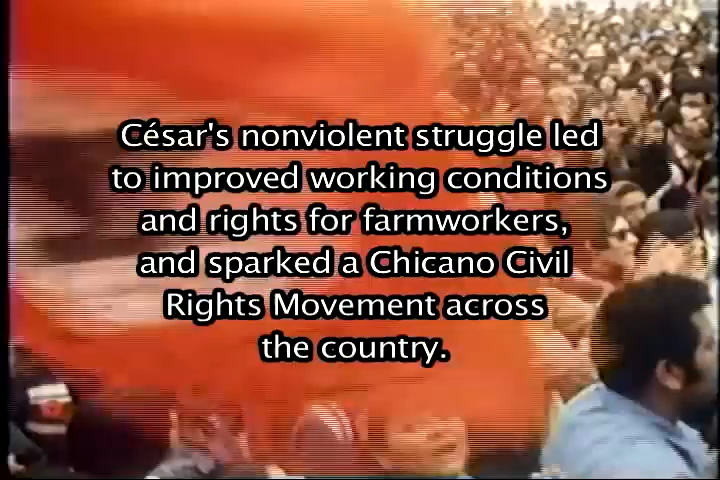 César's nonviolent struggle led
to improved working conditions
and rights for farmworkers,
and sparked a Chicano Civil
Rights Movement across
the country.